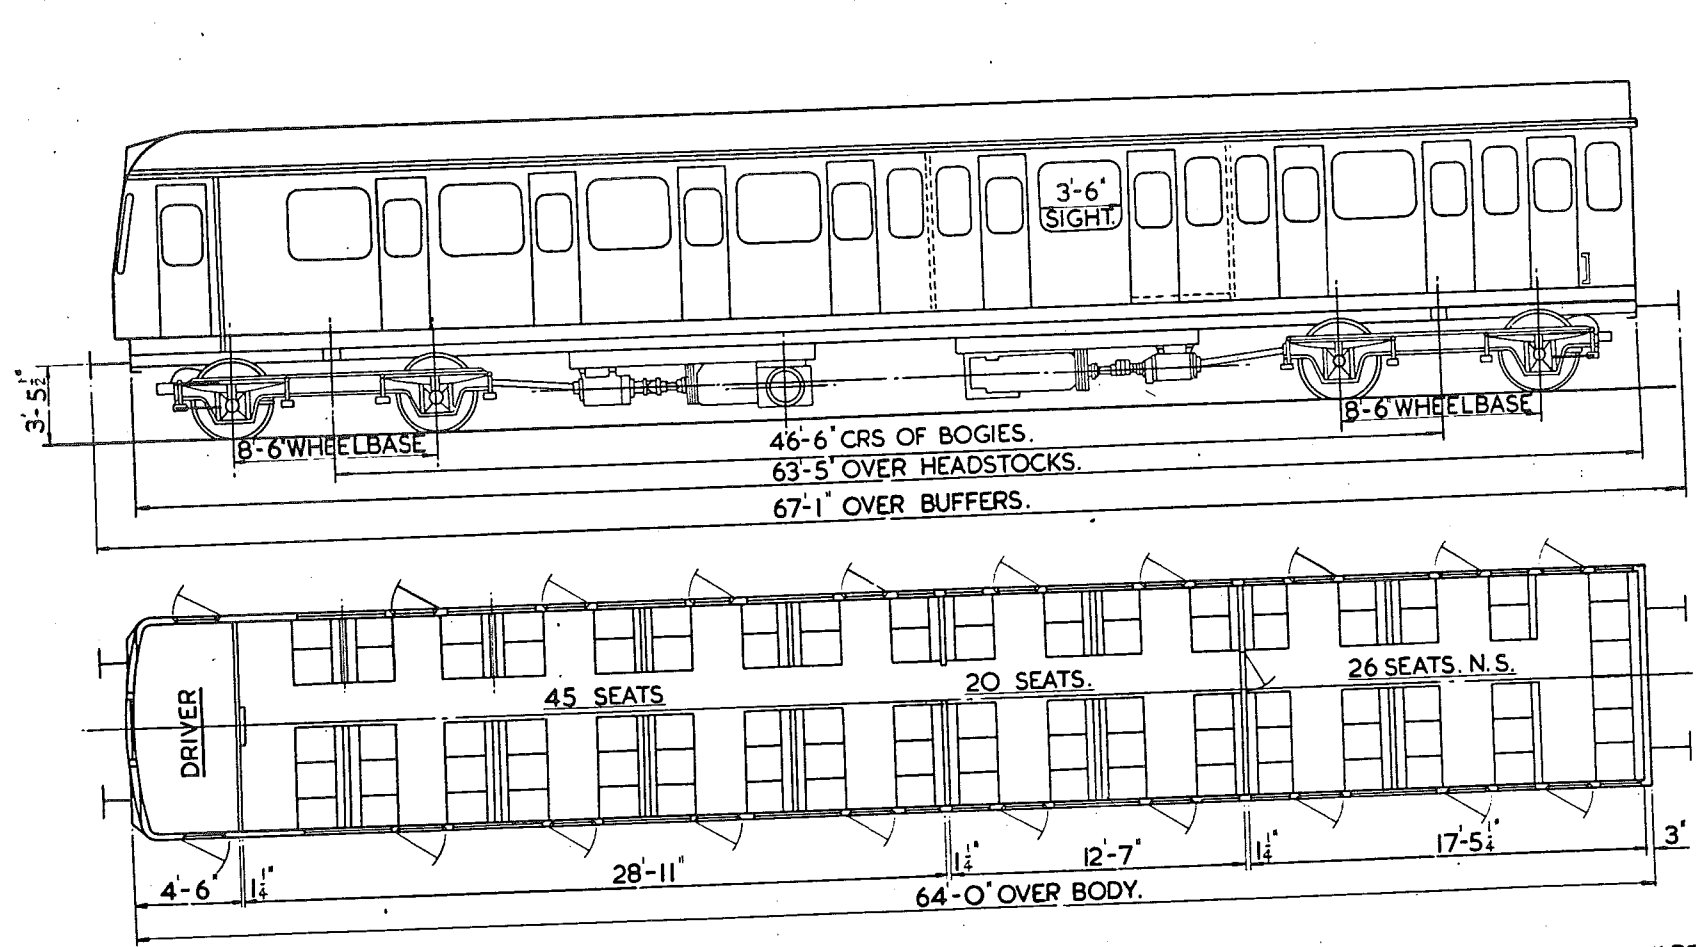 3'-6"
SIGHT.
3'-5½"
8'-6" WHEELBASE
8'-6" WHEELBASE
46'-6" CRS OF BOGIES.
63'-5" OVER HEADSTOCKS.
67'-1" OVER BUFFERS.
DRIVER
45 SEATS
20 SEATS.
26 SEATS. N.S.
4'-6"
1¼"
28'-11"
1¼"
12'-7"
1¼"
17'-5¼"
3"
64'-0" OVER BODY.